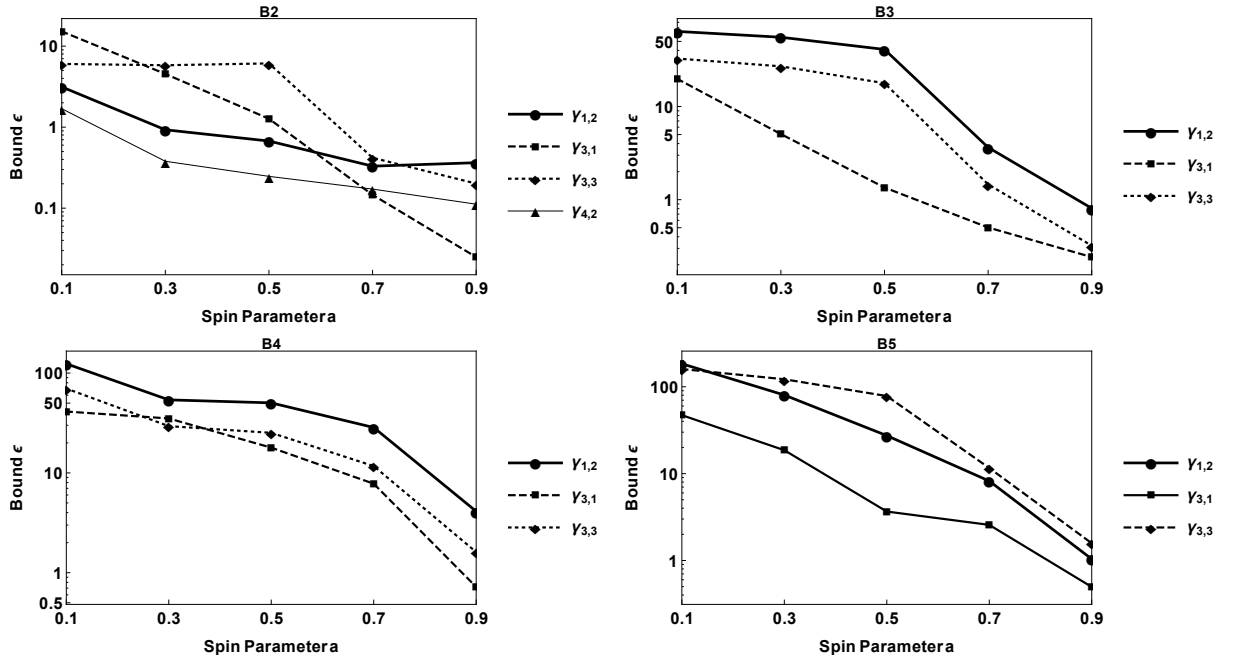 B2
10
1
0.1
Bound ϵ
0.1 0.3 0.5 0.7 0.9
Spin Parametera
γ1,2
γ3,1
γ3,3
γ4,2
B3
50
10
5
1
0.5
Bound ϵ
0.1 0.3 0.5 0.7 0.9
Spin Parametera
γ1,2
γ3,1
γ3,3
B4
100
50
10
1
0.5
Bound ϵ
0.1 0.3 0.5 0.7 0.9
Spin Parametera
γ1,2
γ3,1
γ3,3
B5
100
10
1
Bound ϵ
0.1 0.3 0.5 0.7 0.9
Spin Parametera
γ1,2
γ3,1
γ3,3